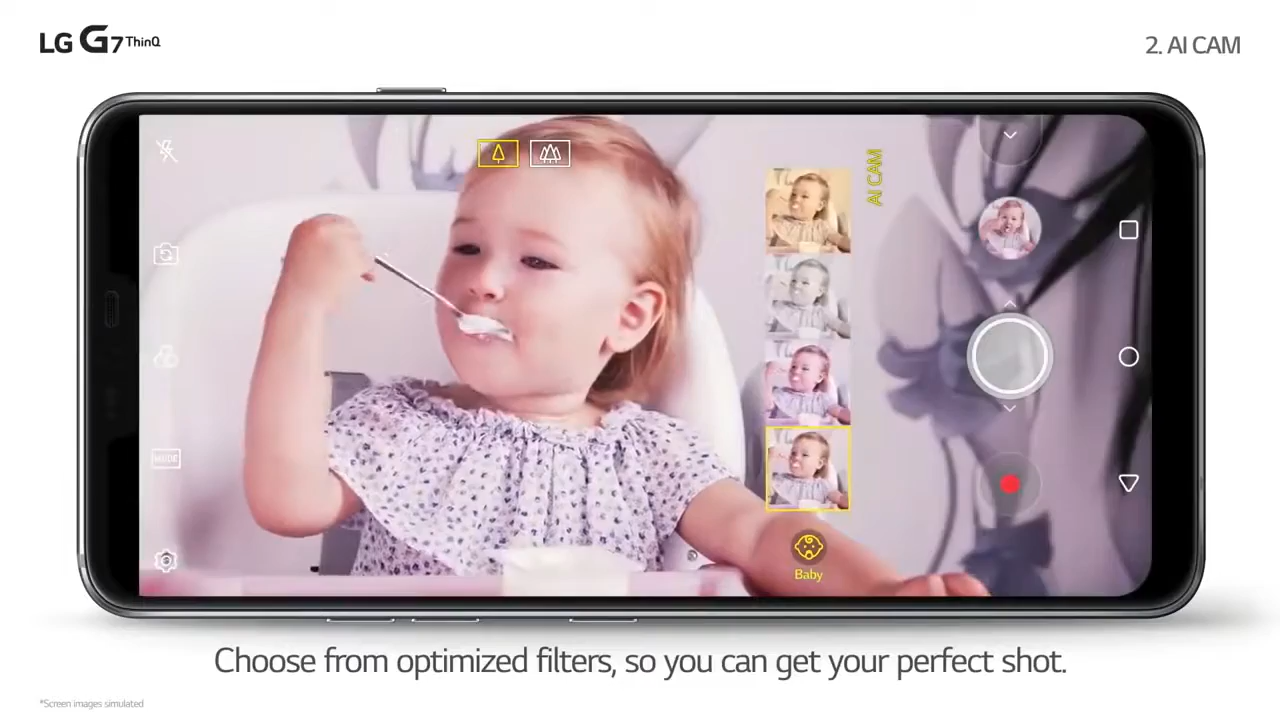 LG G7 ThinQ
2. AI CAM
AI CAM
MODE
Baby
Choose from optimized filters, so you can get your perfect shot.
*Screen images simulated